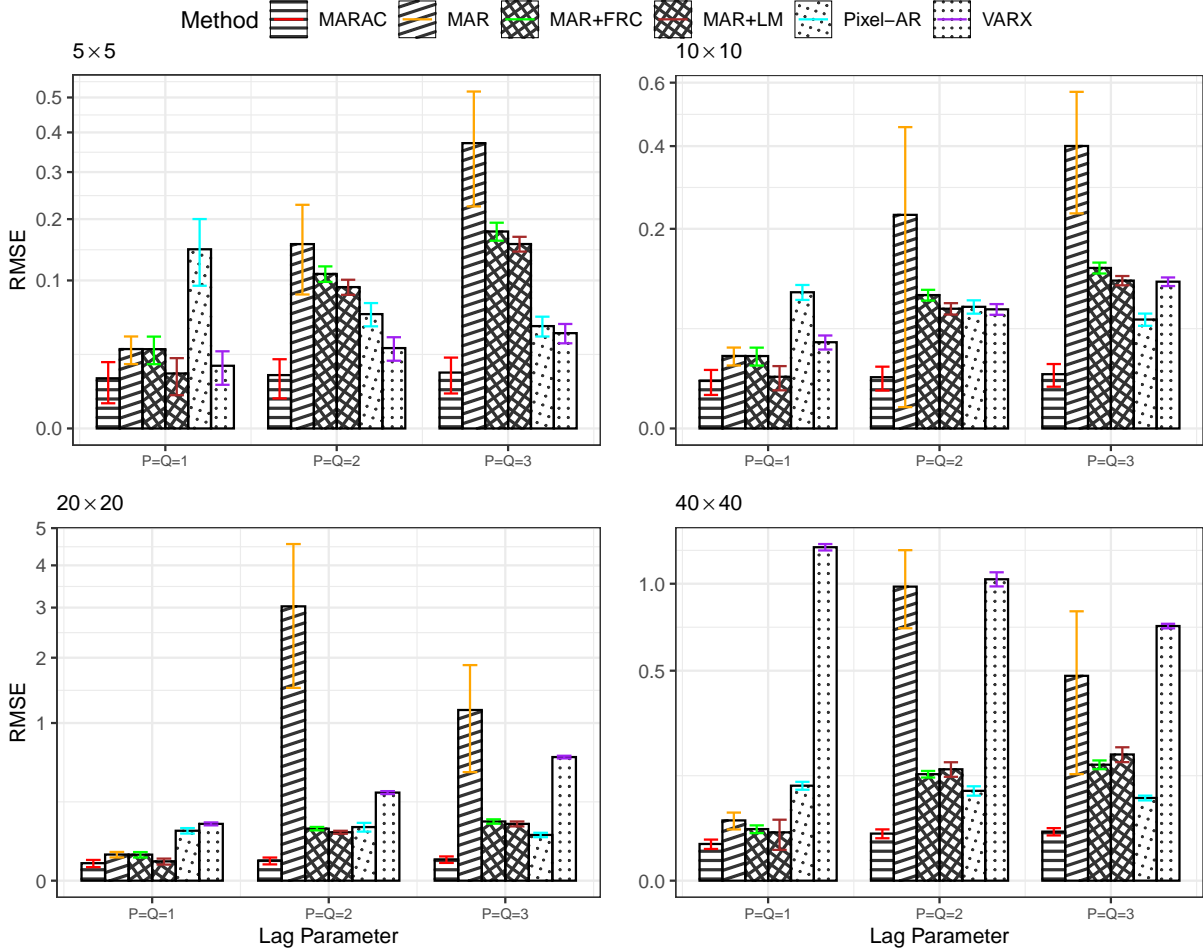 Method MARAC MAR MAR+FRC MAR+LM Pixel−AR VARX
5×5
0.5
0.4
0.3
0.2
0.1
0.0
RMSE
P=Q=1 P=Q=2 P=Q=3
10×10
0.6
0.4
0.2
0.0
P=Q=1 P=Q=2 P=Q=3
20×20
5
4
3
2
1
0
RMSE
P=Q=1 P=Q=2 P=Q=3
Lag Parameter
40×40
1.0
0.5
0.0
P=Q=1 P=Q=2 P=Q=3
Lag Parameter